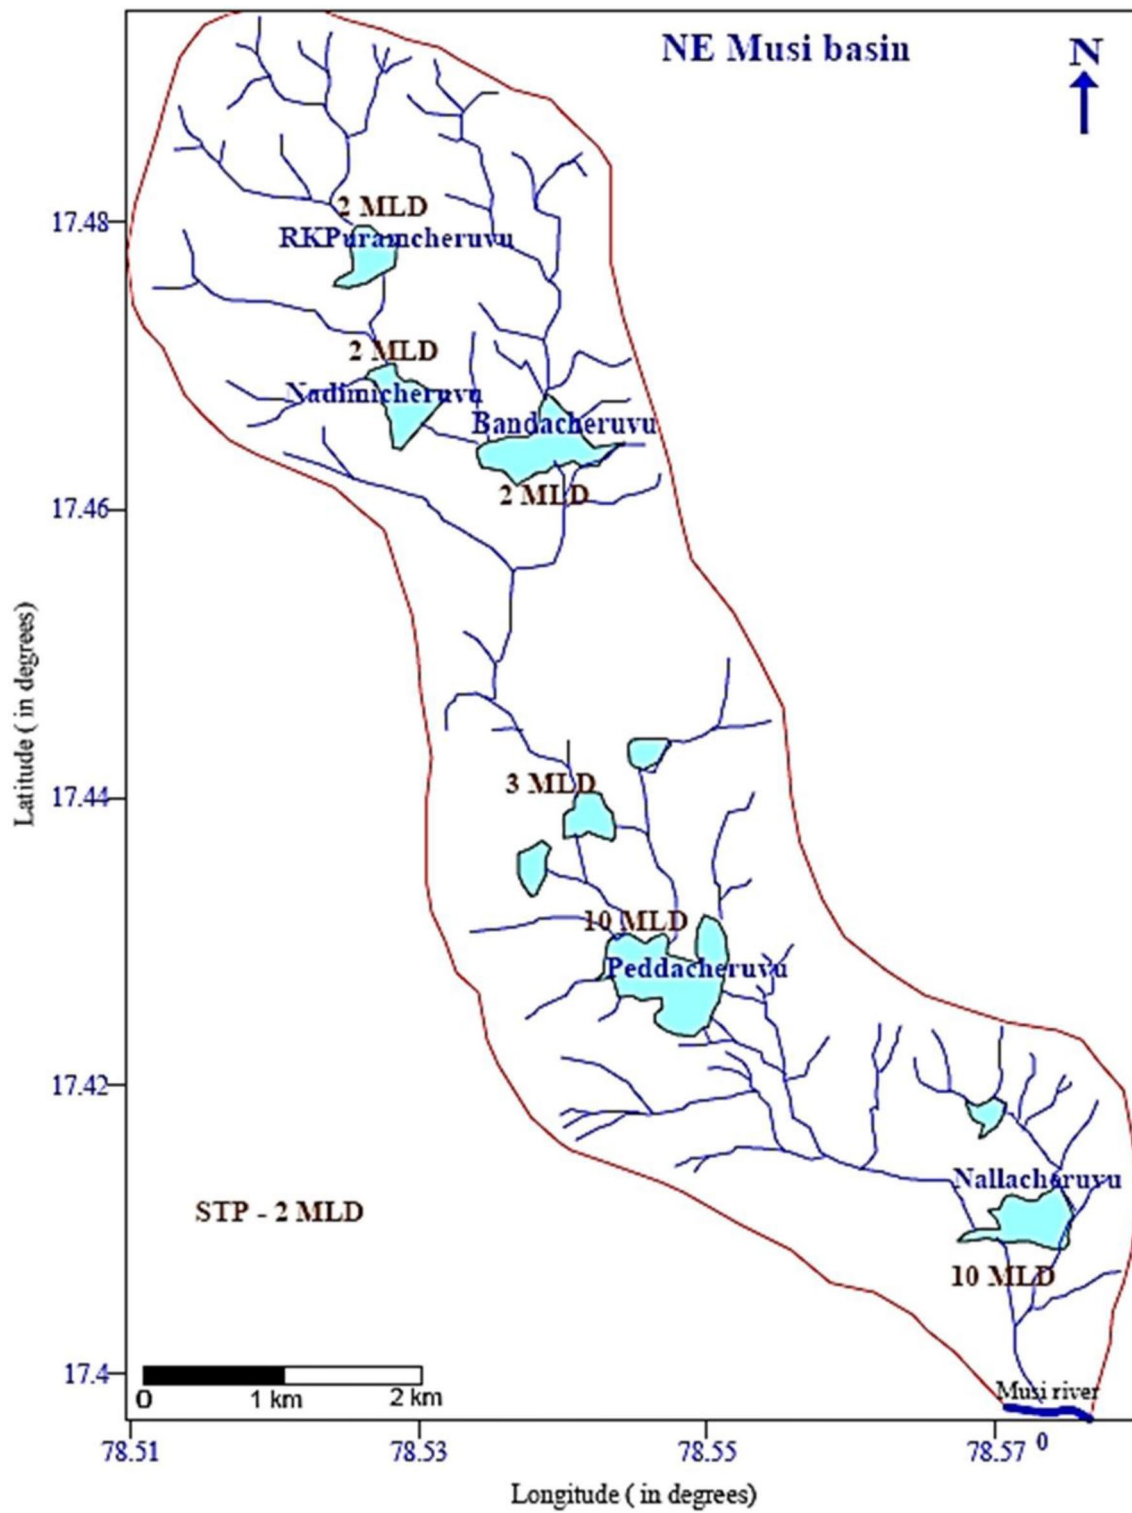 NE Musi basin
N
2 MLD
17.48
RKPuramcheruvu
2 MLD
Nadimicheruvu
Bandacheruvu
2 MLD
17.46
Latitude ( in degrees)
3 MLD
17.44
10 MLD
Peddacheruvu
17.42
Nallacheruvu
STP - 2 MLD
10 MLD
17.4
0 1 km 2 km
Musi river
78.51 78.53 78.55 78.57 0
Longitude ( in degrees)